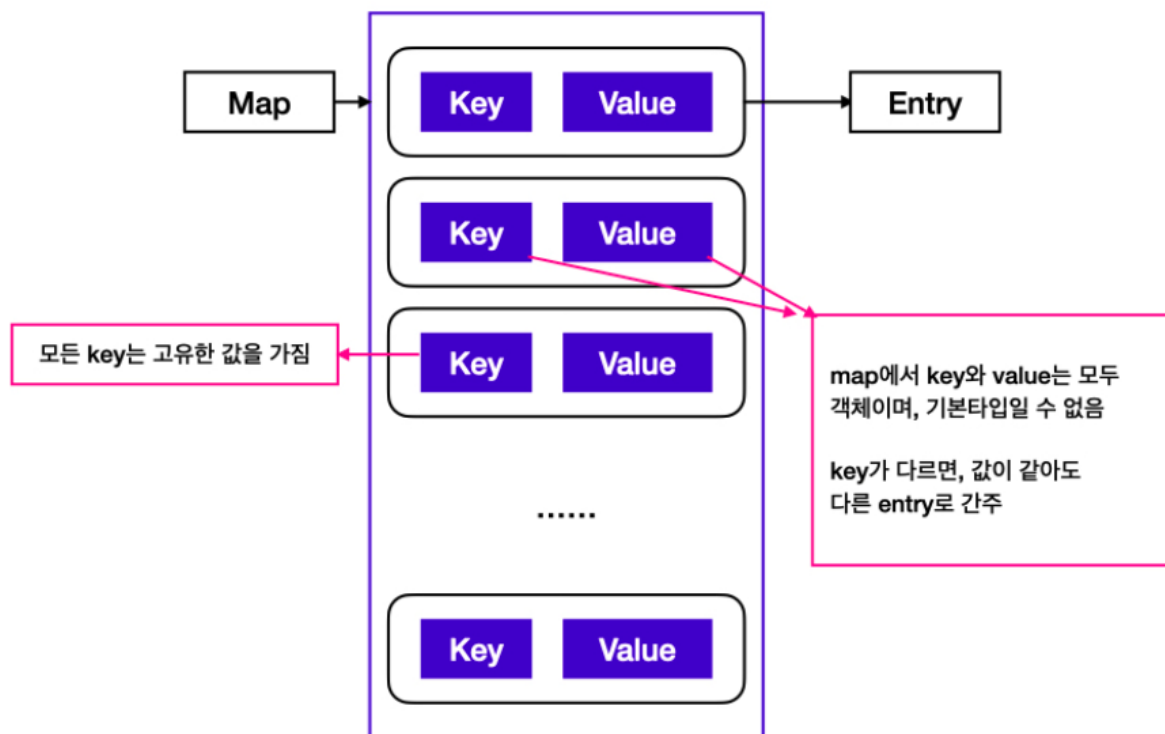 Map
Key
Value
Entry
Key
Value
모든 key는 고유한 값을 가짐
Key
Value
map에서 key와 value는 모두
객체이며, 기본타입일 수 없음
key가 다르면, 값이 같아도
다른 entry로 간주
......
Key
Value